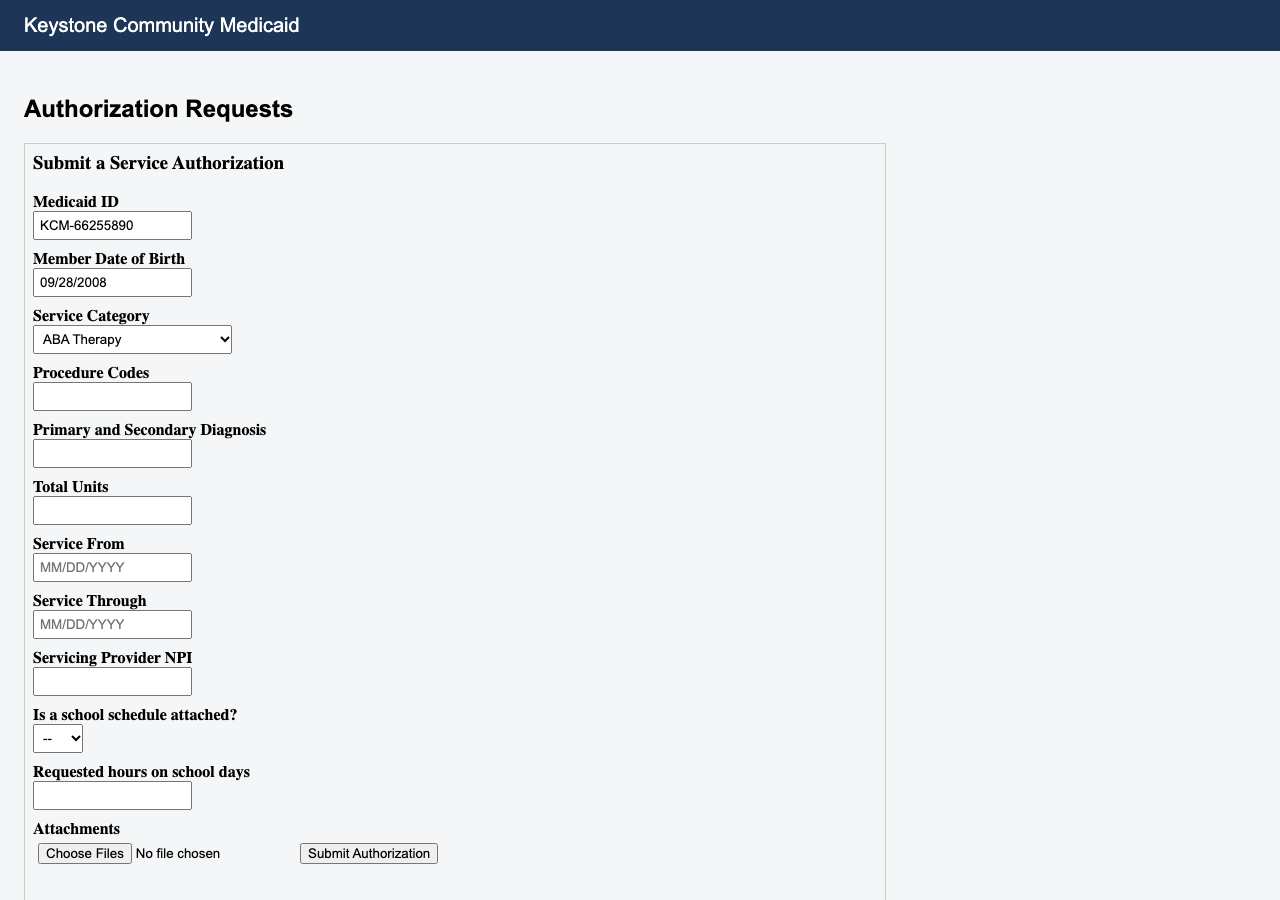 Keystone Community Medicaid
Authorization Requests
Submit a Service Authorization
Medicaid ID
KCM-66255890
Member Date of Birth
09/28/2008
Service Category
ABA Therapy
Procedure Codes
Primary and Secondary Diagnosis
Total Units
Service From
MM/DD/YYYY
Service Through
MM/DD/YYYY
Servicing Provider NPI
Is a school schedule attached?
--
Requested hours on school days
Attachments
Choose Files No file chosen Submit Authorization